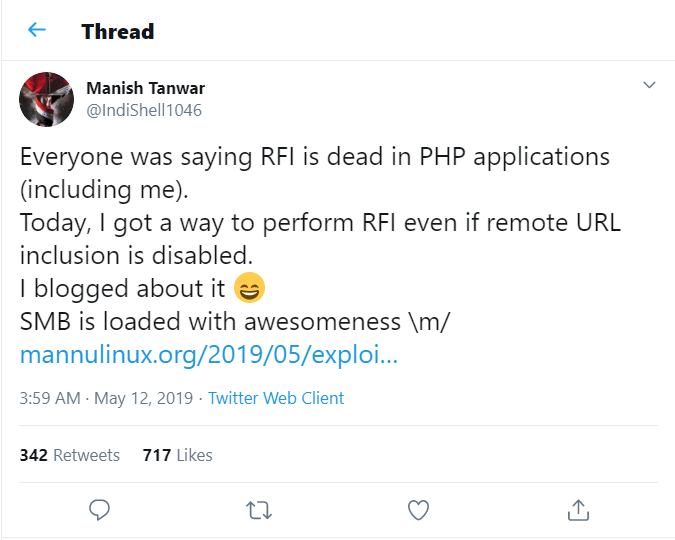 Thread
Manish Tanwar
@IndiShell1046
Everyone was saying RFI is dead in PHP applications
(including me).
Today, I got a way to perform RFI even if remote URL
inclusion is disabled.
I blogged about it 😄
SMB is loaded with awesomeness \m/
mannulinux.org/2019/05/exploi...
3:59 AM · May 12, 2019 · Twitter Web Client
342 Retweets 717 Likes